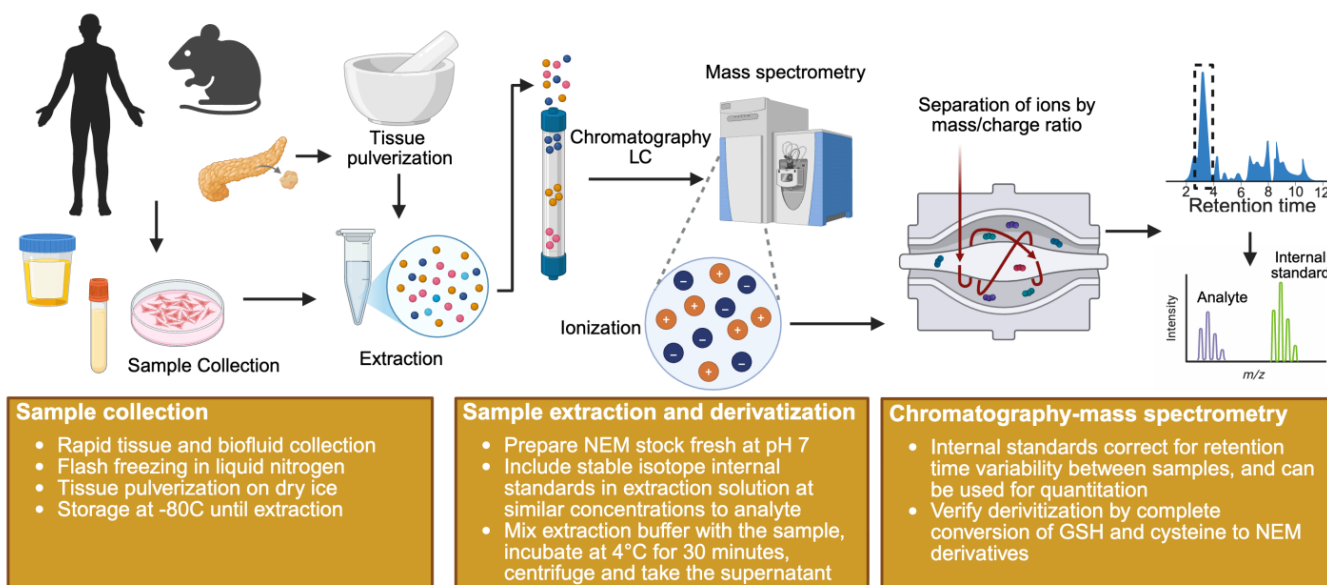 Tissue
pulverization
Sample Collection
Extraction
Chromatography
LC
Mass spectrometry
Ionization
Separation of ions by
mass/charge ratio
2 4 6 8 10 12
Retention time
Internal
standard
Analyte
Intensity
m/z
Sample collection
• Rapid tissue and biofluid collection
• Flash freezing in liquid nitrogen
• Tissue pulverization on dry ice
• Storage at -80C until extraction
Sample extraction and derivatization
• Prepare NEM stock fresh at pH 7
• Include stable isotope internal
standards in extraction solution at
similar concentrations to analyte
• Mix extraction buffer with the sample,
incubate at 4°C for 30 minutes,
centrifuge and take the supernatant
Chromatography-mass spectrometry
• Internal standards correct for retention
time variability between samples, and can
be used for quantitation
• Verify derivitization by complete
conversion of GSH and cysteine to NEM
derivatives